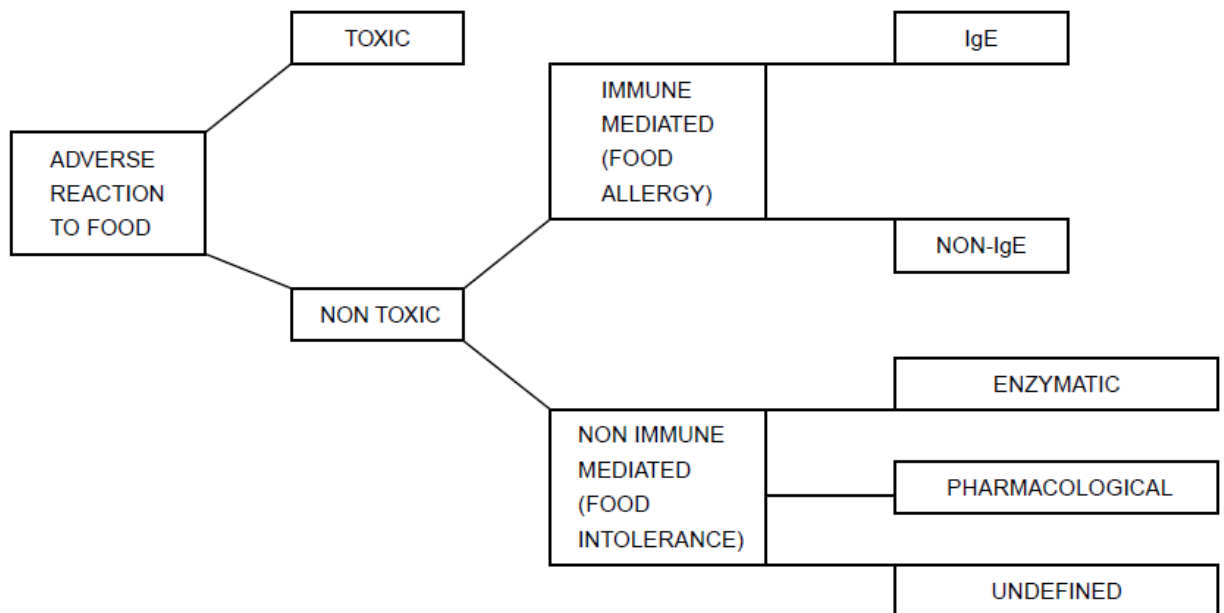 TOXIC
IgE
IMMUNE
MEDIATED
(FOOD
ALLERGY)
ADVERSE
REACTION
TO FOOD
NON-IgE
NON TOXIC
ENZYMATIC
NON IMMUNE
MEDIATED
(FOOD
INTOLERANCE)
PHARMACOLOGICAL
UNDEFINED